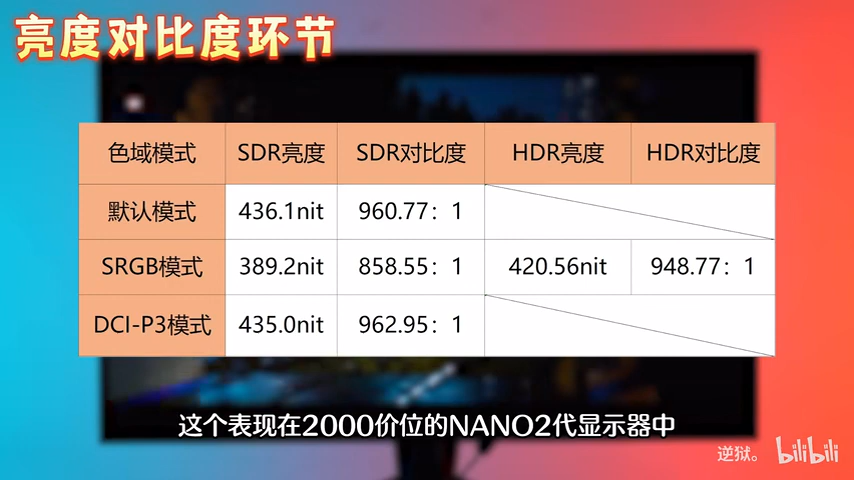 亮度对比度环节
色域模式 SDR亮度 SDR对比度 HDR亮度 HDR对比度
默认模式 436.1nit 960.77：1
SRGB模式 389.2nit 858.55：1 420.56nit 948.77：1
DCI-P3模式 435.0nit 962.95：1
这个表现在2000价位的NANO2代显示器中
逆狱。 bilibili